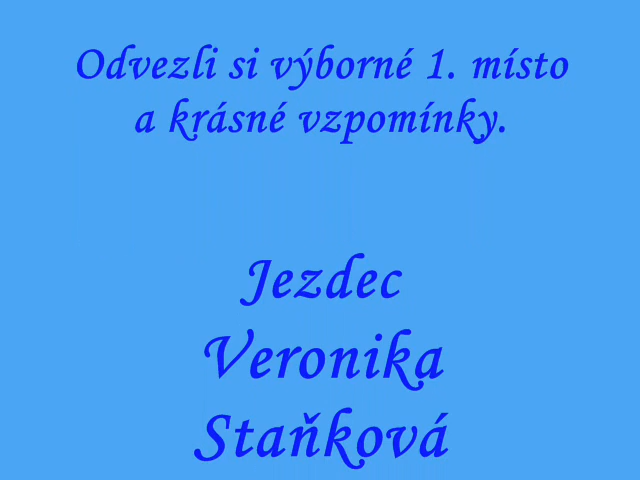 Odvezli si výborné 1. místo
a krásné vzpomínky.
Jezdec
Veronika
Staňková